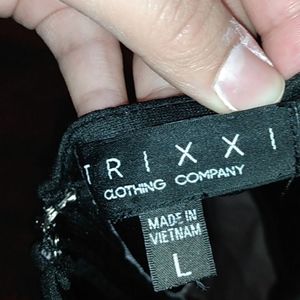 TRIXXI
CLOTHING COMPANY
MADE IN
VIETNAM
L